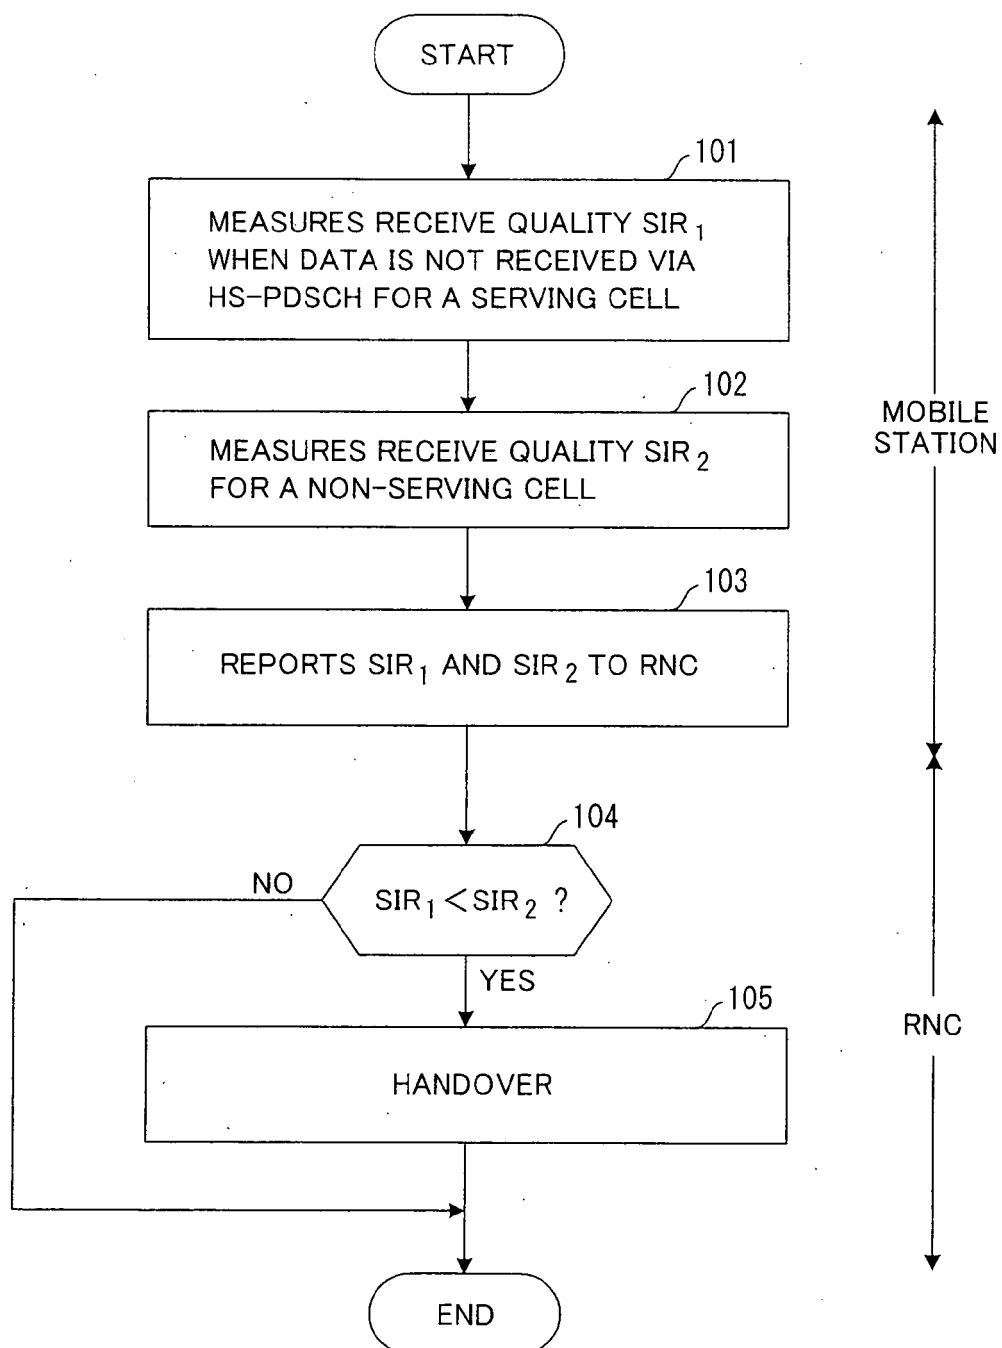 START
101
MEASURES RECEIVE QUALITY SIR1
WHEN DATA IS NOT RECEIVED VIA
HS-PDSCH FOR A SERVING CELL
102
MEASURES RECEIVE QUALITY SIR2
FOR A NON-SERVING CELL
MOBILE
STATION
103
REPORTS SIR1 AND SIR2 TO RNC
104
SIR1<SIR2 ?
NO
YES
105
HANDOVER
RNC
END